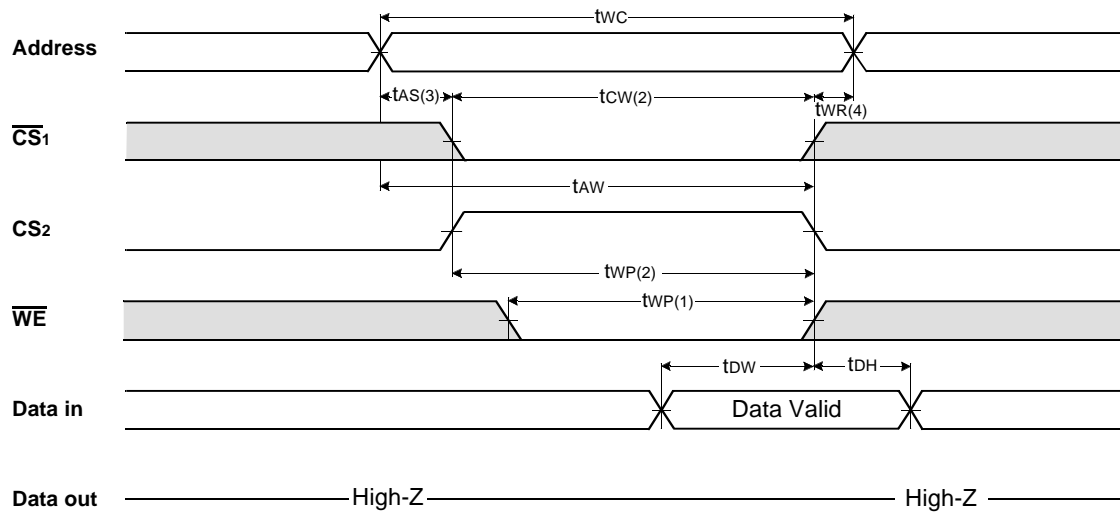 tWC
Address
tAS(3) tCW(2) tWR(4)
CS1
tAW
CS2
tWP(2)
tWP(1)
WE
tDW tDH
Data in Data Valid
Data out High-Z High-Z